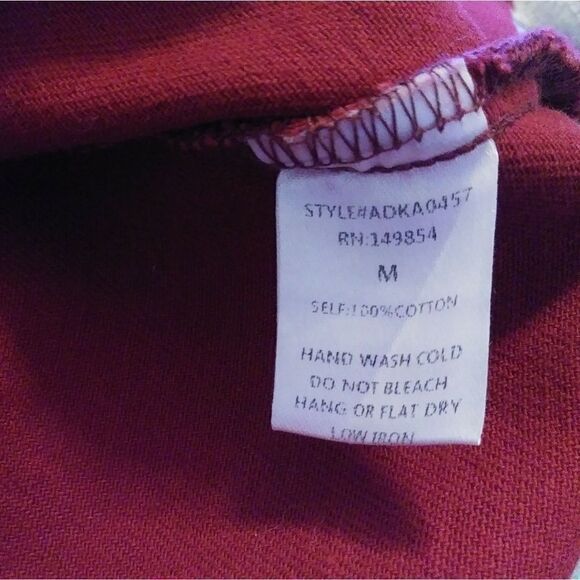 STYLE#ADKA0457
RN:149854
M
SELF:100%COTTON
HAND WASH COLD
DO NOT BLEACH
HANG OR FLAT DRY
LOW IRON